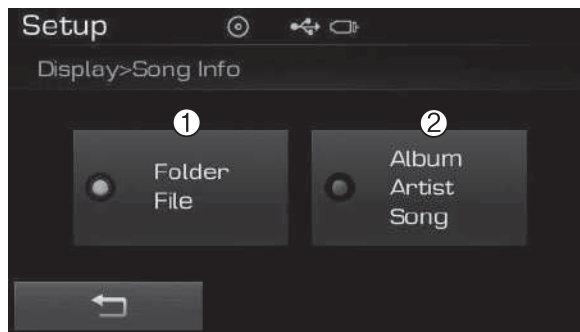 Setup
Display>Song Info
①
②
Folder
File
Album
Artist
Song